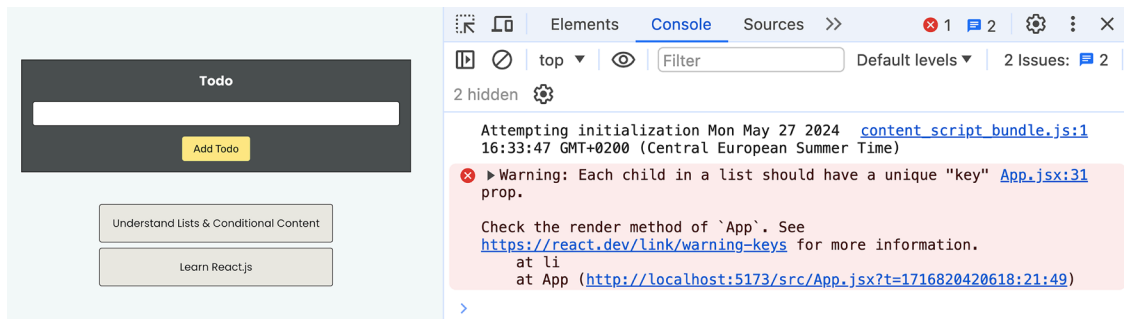 Todo
Add Todo
Understand Lists & Conditional Content
Learn React.js
Elements Console Sources 1 2
top Filter Default levels 2 Issues: 2
2 hidden
Attempting initialization Mon May 27 2024 content_script_bundle.js:1
16:33:47 GMT+0200 (Central European Summer Time)
Warning: Each child in a list should have a unique "key" App.jsx:31
prop.
Check the render method of `App`. See
https://react.dev/link/warning-keys for more information.
at li
at App (http://localhost:5173/src/App.jsx?t=1716820420618:21:49)